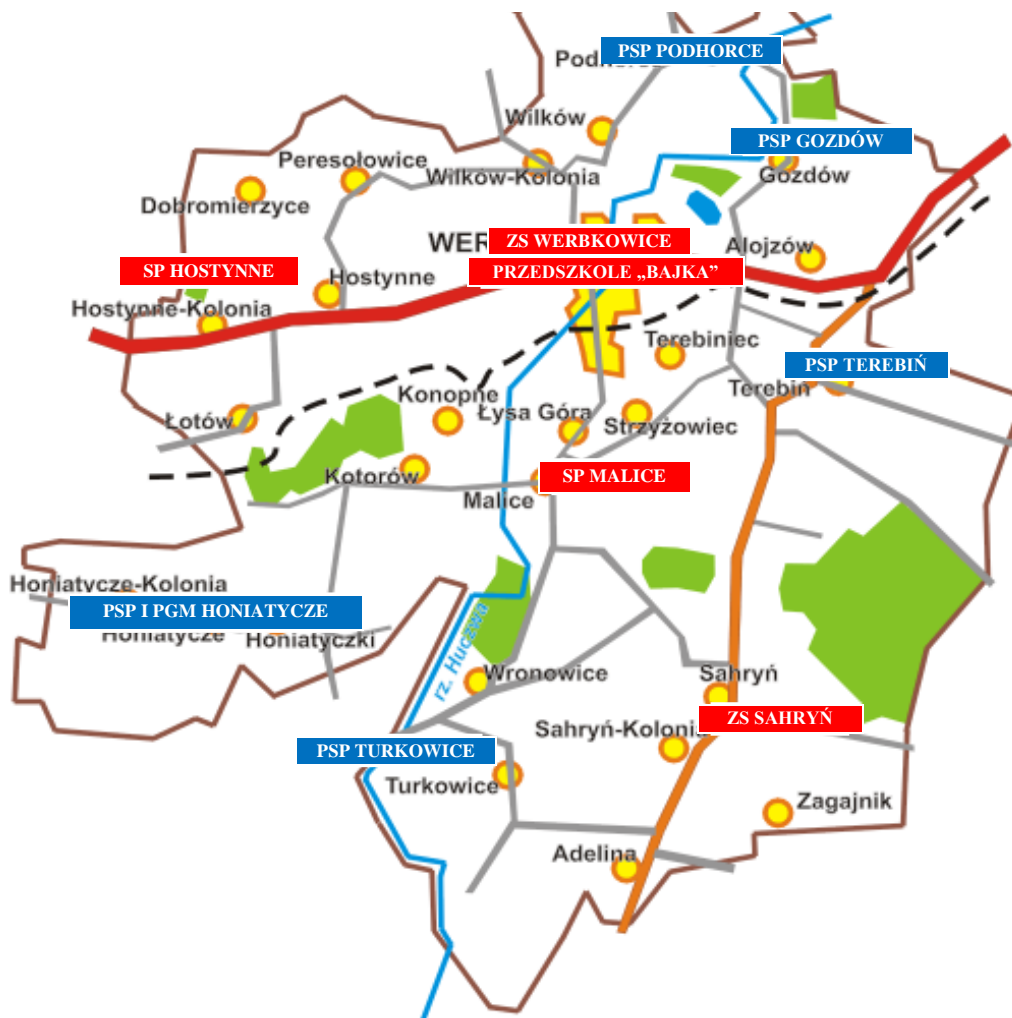 PSP PODHORCE
Wilków
PSP GOZDÓW
Peresołowice
Wilków-Kolonia
Gozdów
Dobromierzyce
ZS WERBKOWICE
Alojzów
SP HOSTYNNE
PRZEDSZKOLE „BAJKA”
Hostynne
Hostynne-Kolonia
Terebiniec
PSP TEREBIŃ
Terebin
Konopne
Łysa Góra
Strzyżowiec
Łotów
Kotorów
SP MALICE
Malice
Honiatycze-Kolonia
PSP I PGM HONIATYCZE
Honiatycze
Honiatyczki
rz. Huczwa
Wronowice
Sahryń
ZS SAHRYŃ
Sahryń-Kolonia
PSP TURKOWICE
Turkowice
Zagajnik
Adelina